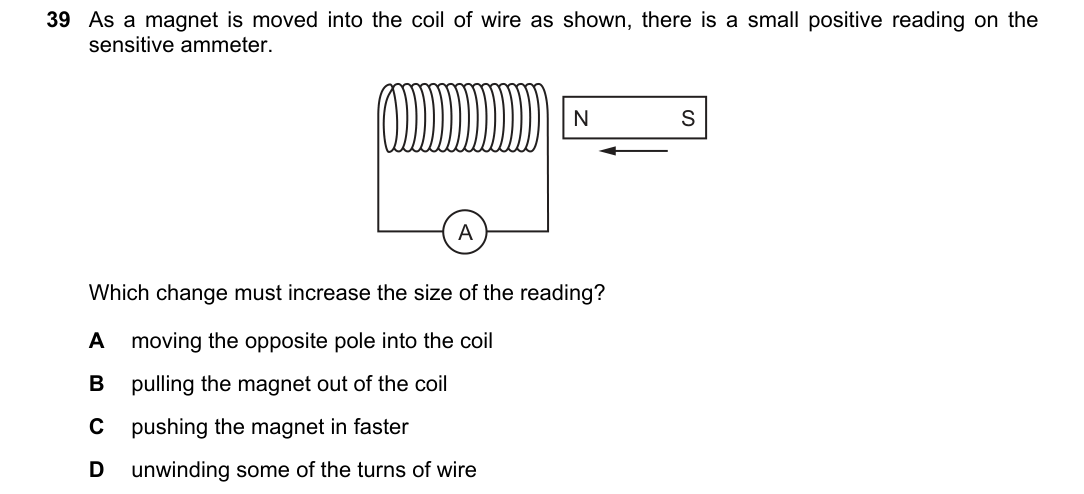 39 As a magnet is moved into the coil of wire as shown, there is a small positive reading on the
sensitive ammeter.
N S
A
Which change must increase the size of the reading?
A moving the opposite pole into the coil
B pulling the magnet out of the coil
C pushing the magnet in faster
D unwinding some of the turns of wire